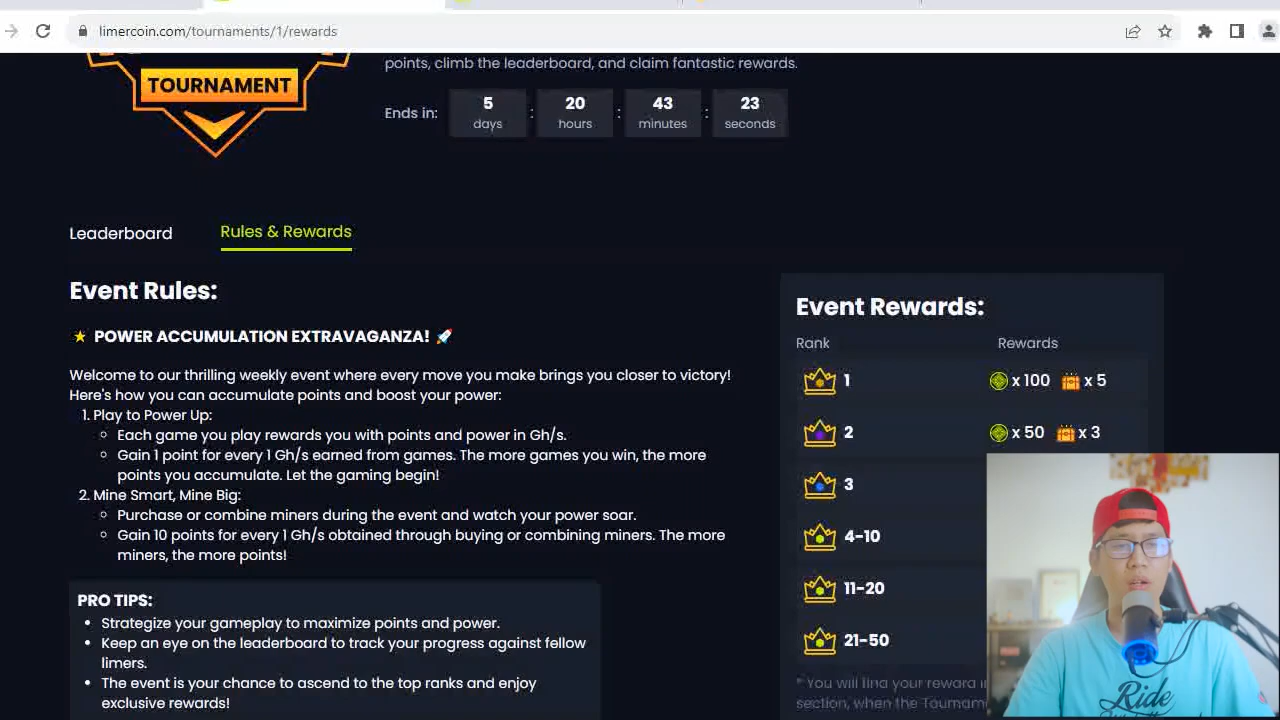 limercoin.com/tournaments/1/rewards
TOURNAMENT
points, climb the leaderboard, and claim fantastic rewards.
Ends in: 5 : 20 : 43 : 23
days hours minutes seconds
Leaderboard Rules & Rewards
Event Rules:
⭐ POWER ACCUMULATION EXTRAVAGANZA! 🚀
Welcome to our thrilling weekly event where every move you make brings you closer to victory!
Here's how you can accumulate points and boost your power:
1. Play to Power Up:
Each game you play rewards you with points and power in Gh/s.
Gain 1 point for every 1 Gh/s earned from games. The more games you win, the more
points you accumulate. Let the gaming begin!
2. Mine Smart, Mine Big:
Purchase or combine miners during the event and watch your power soar.
Gain 10 points for every 1 Gh/s obtained through buying or combining miners. The more
miners, the more points!
PRO TIPS:
• Strategize your gameplay to maximize points and power.
• Keep an eye on the leaderboard to track your progress against fellow
limers.
• The event is your chance to ascend to the top ranks and enjoy
exclusive rewards!
Event Rewards:
Rank Rewards
1 x 100 x 5
2 x 50 x 3
3
4-10
11-20
21-50
* You will find your reward
section, when the
Ride